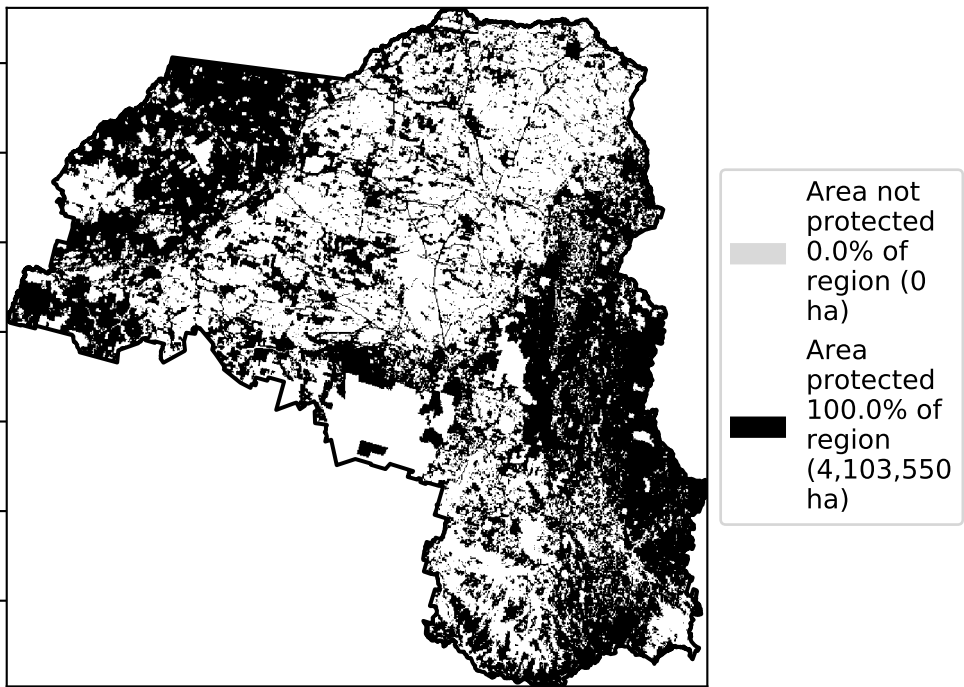 Area not
protected
0.0% of
region (0
ha)
Area
protected
100.0% of
region
(4,103,550
ha)